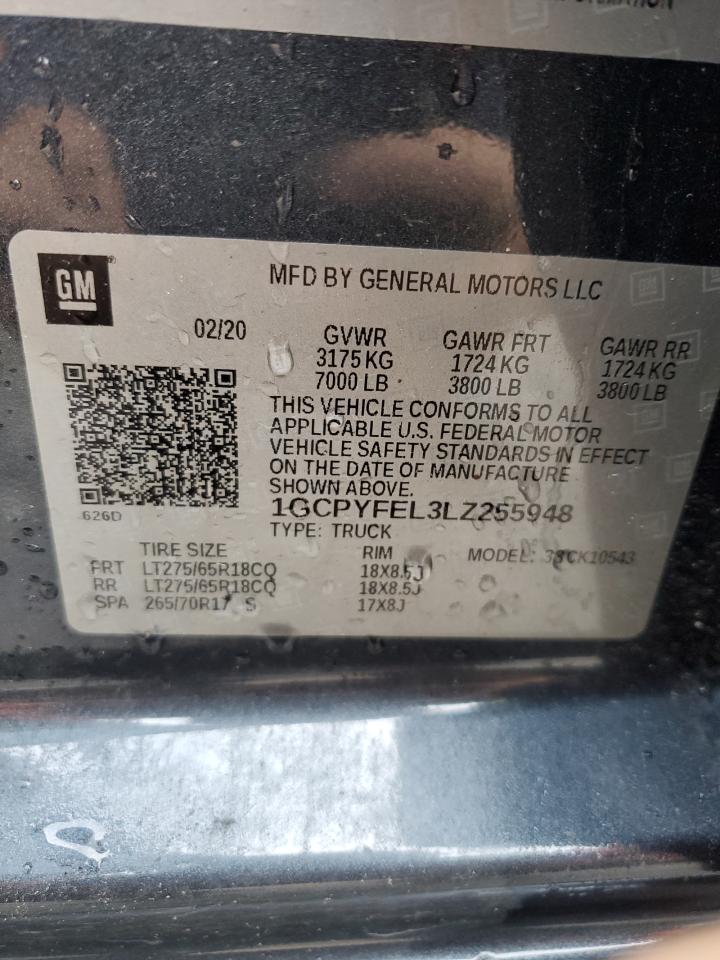 GM
MFD BY GENERAL MOTORS LLC
02/20
GVWR
3175 KG
7000 LB
GAWR FRT
1724 KG
3800 LB
GAWR RR
1724 KG
3800 LB
THIS VEHICLE CONFORMS TO ALL
APPLICABLE U.S. FEDERAL MOTOR
VEHICLE SAFETY STANDARDS IN EFFECT
ON THE DATE OF MANUFACTURE
SHOWN ABOVE.
626D
1GCPYFEL3LZ255948
TYPE: TRUCK
TIRE SIZE RIM MODEL:
FRT LT275/65R18CQ 18X8.5J
RR LT275/65R18CQ 18X8.5J
SPA 265/70R17 S 17X8J